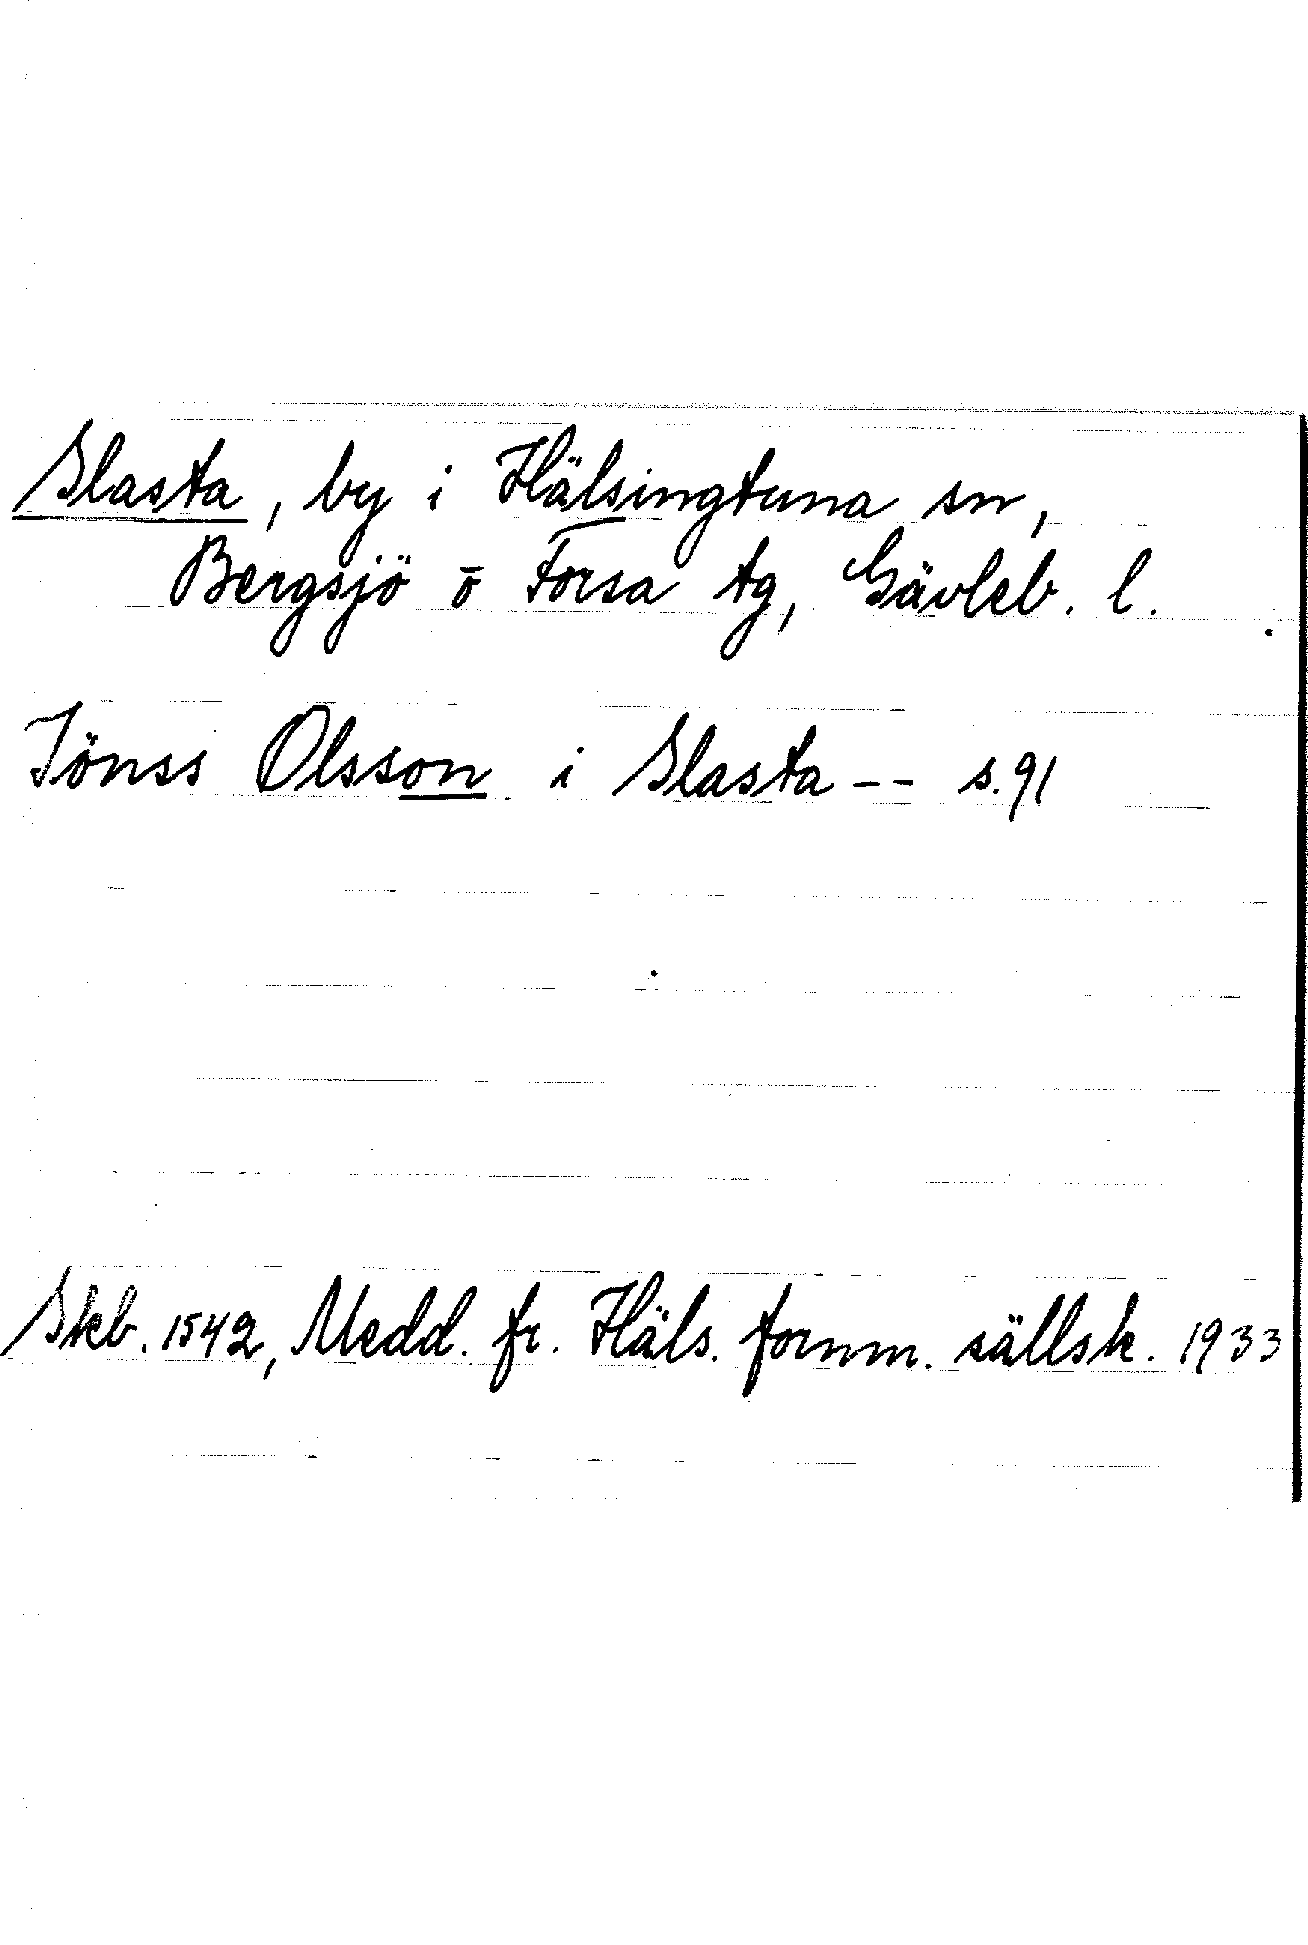 Slasta, by i Hälsingtuna sn,
Bergsjö o Forsa tg, Gävleb. l.
Jönss Olsson i Slasta -- s. 91
Skb. 1542, Medd. fr. Häls. fornm. sällsk. 1933